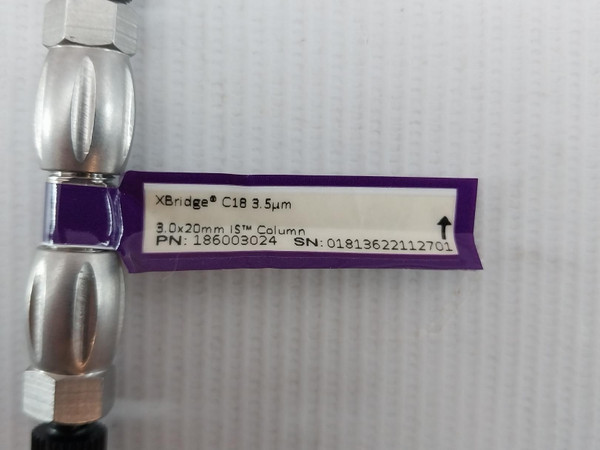 XBridge® C18 3.5µm
3.0x20mm IS™ Column
PN: 186003024 SN: 01813622112701